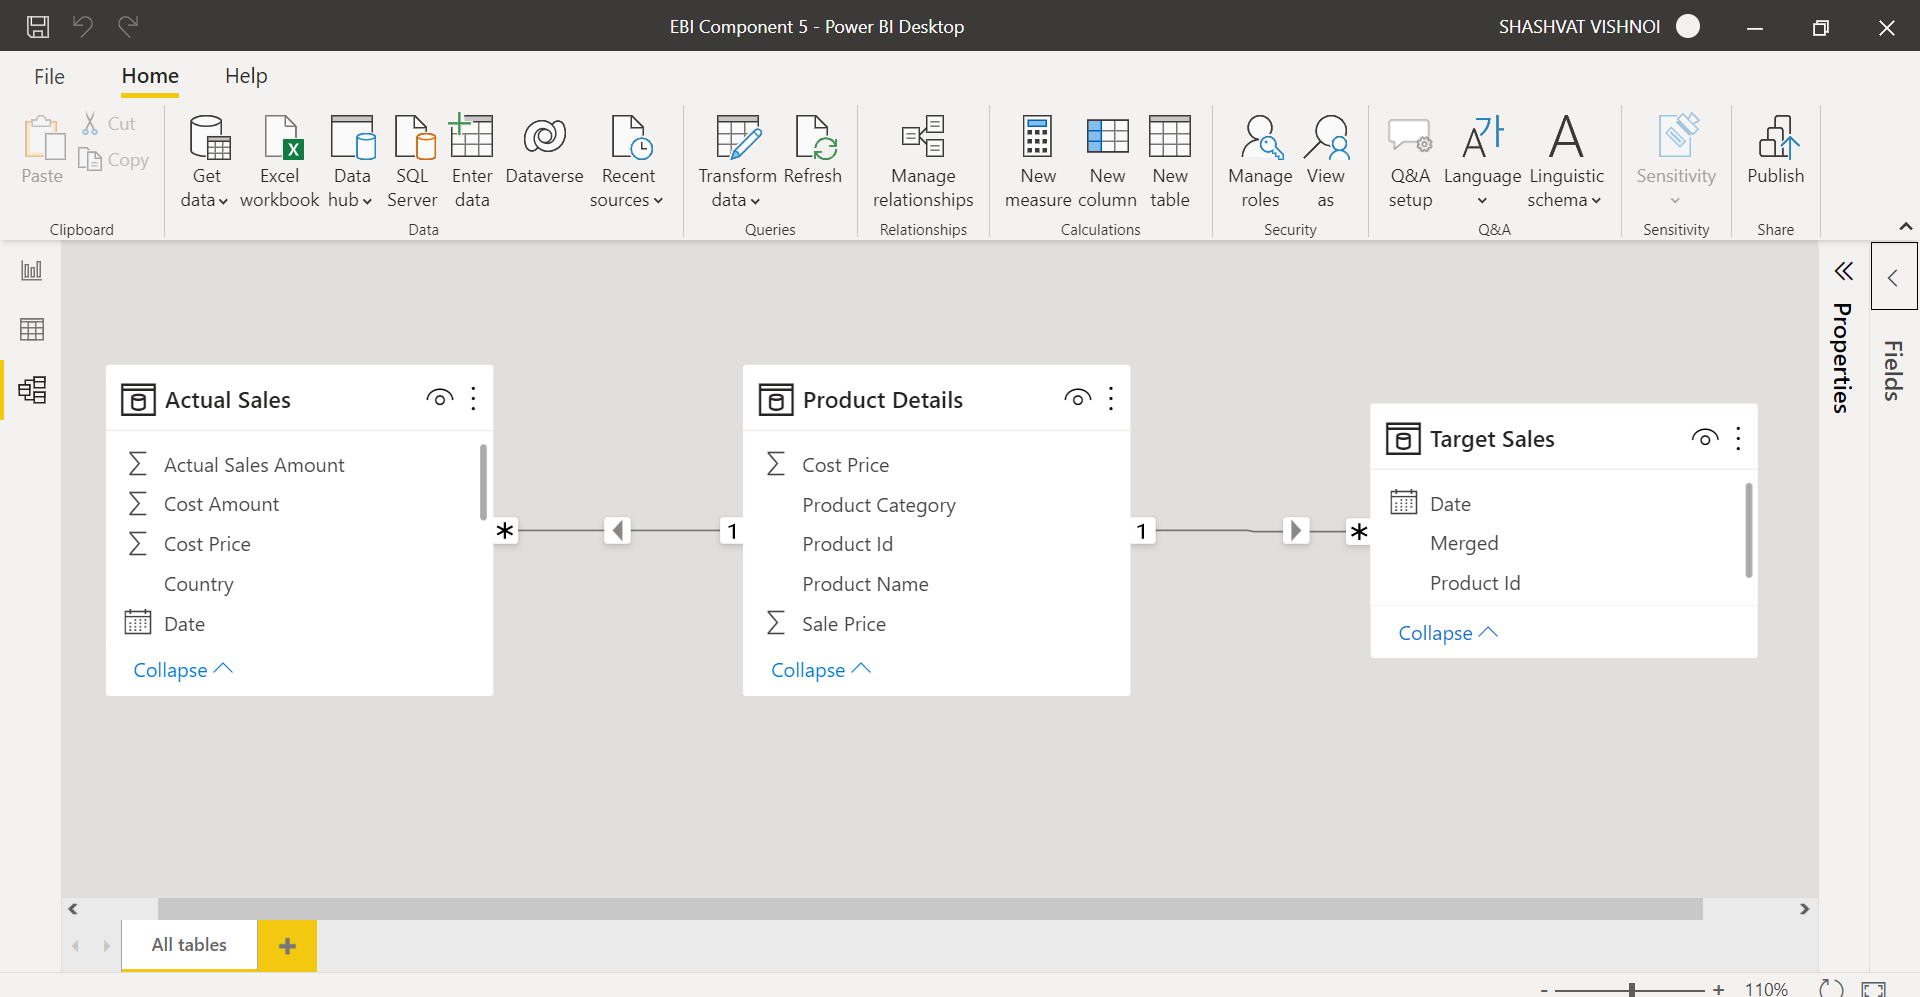 EBI Component 5 - Power BI Desktop
SHASHVAT VISHNOI
File Home Help
Paste
Cut
Copy
Clipboard
Get data
Excel workbook
Data hub
SQL Server
Enter data
Dataverse
Recent sources
Data
Transform data
Refresh
Queries
Manage relationships
Relationships
New measure
New column
New table
Calculations
Manage roles
View as
Security
Q&A setup
Language
Linguistic schema
Q&A
Sensitivity
Sensitivity
Publish
Share
Properties
Fields
Actual Sales
Actual Sales Amount
Cost Amount
Cost Price
Country
Date
Collapse
*
1
Product Details
Cost Price
Product Category
Product Id
Product Name
Sale Price
Collapse
1
*
Target Sales
Date
Merged
Product Id
Collapse
All tables
+
- + 110%